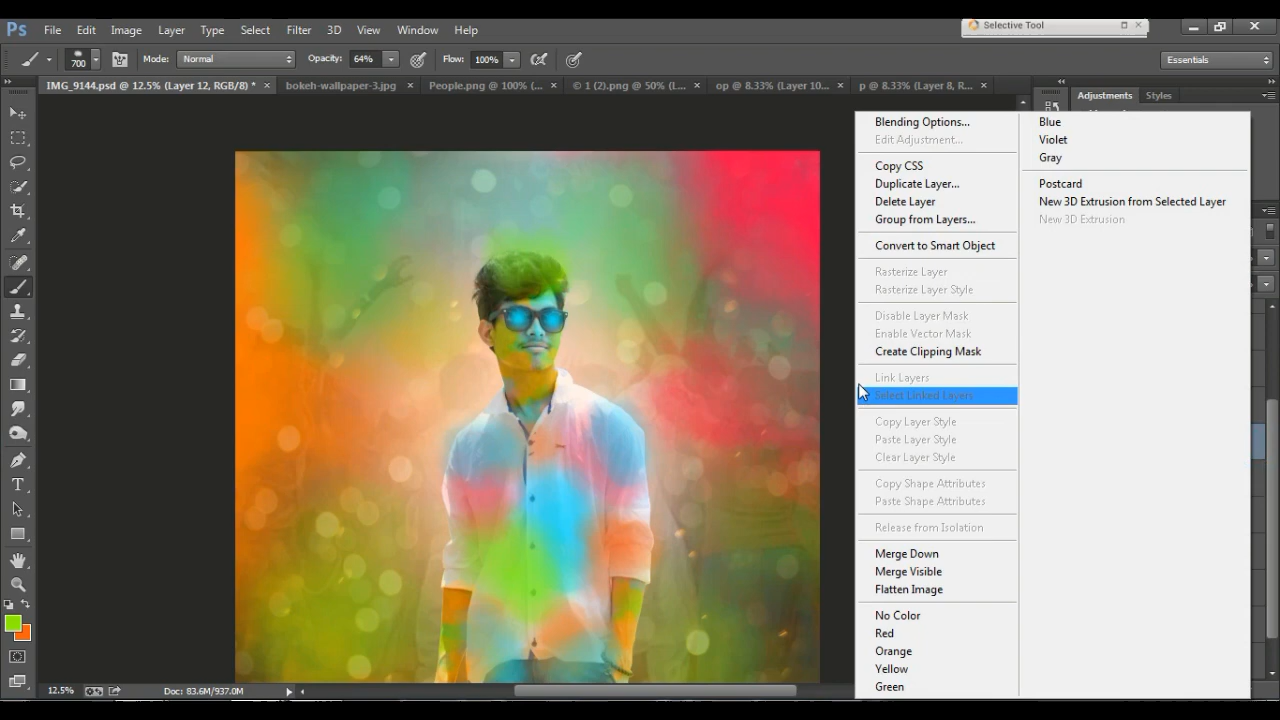 Ps File Edit Image Layer Type Select Filter 3D View Window Help
Selective Tool
700 Mode: Normal Opacity: 64% Flow: 100% Essentials
IMG_9144.psd @ 12.5% (Layer 12, RGB/8) * × bokeh-wallpaper-3.jpg × People.png @ 100% (... × © 1 (2).png @ 50% (L... × op @ 8.33% (Layer 10... × p @ 8.33% (Layer 8, R... ×
Adjustments Styles
Blending Options...
Edit Adjustment...
Copy CSS
Duplicate Layer...
Delete Layer
Group from Layers...
Convert to Smart Object
Rasterize Layer
Rasterize Layer Style
Disable Layer Mask
Enable Vector Mask
Create Clipping Mask
Link Layers
Select Linked Layers
Copy Layer Style
Paste Layer Style
Clear Layer Style
Copy Shape Attributes
Paste Shape Attributes
Release from Isolation
Merge Down
Merge Visible
Flatten Image
No Color
Red
Orange
Yellow
Green
Blue
Violet
Gray
Postcard
New 3D Extrusion from Selected Layer
New 3D Extrusion
12.5% Doc: 83.6M/937.0M